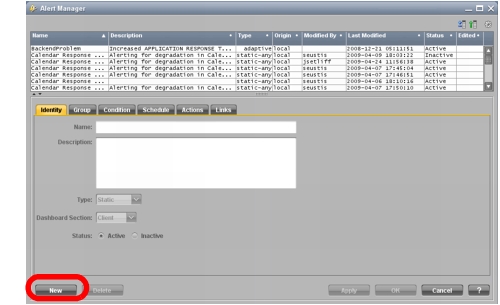 Alert Manager
Name Description Type Origin Modified By Last Modified Status Edited
BackendProblem Increased APPLICATION RESPONSE T... adaptive local 2008-12-21 05:11:51 Active
Calendar Response ... Alerting for degradation in Cale... static-any local seustis 2009-04-09 18:03:22 Inactive
Calendar Response ... Alerting for degradation in Cale... static-any local jsetliff 2009-04-24 11:56:38 Active
Calendar Response ... Alerting for degradation in Cale... static-any local seustis 2009-04-07 17:45:04 Active
Calendar Response ... Alerting for degradation in Cale... static-any local seustis 2009-04-07 17:46:51 Active
Calendar Response ... Alerting for degradation in Cale... static-any local seustis 2009-04-06 18:10:16 Active
Calendar Response ... Alerting for degradation in Cale... static-any local seustis 2009-04-07 17:50:10 Active
Identity Group Condition Schedule Actions Links
Name:
Description:
Type: Static
Dashboard Section: Client
Status: Active Inactive
New Delete Apply OK Cancel ?